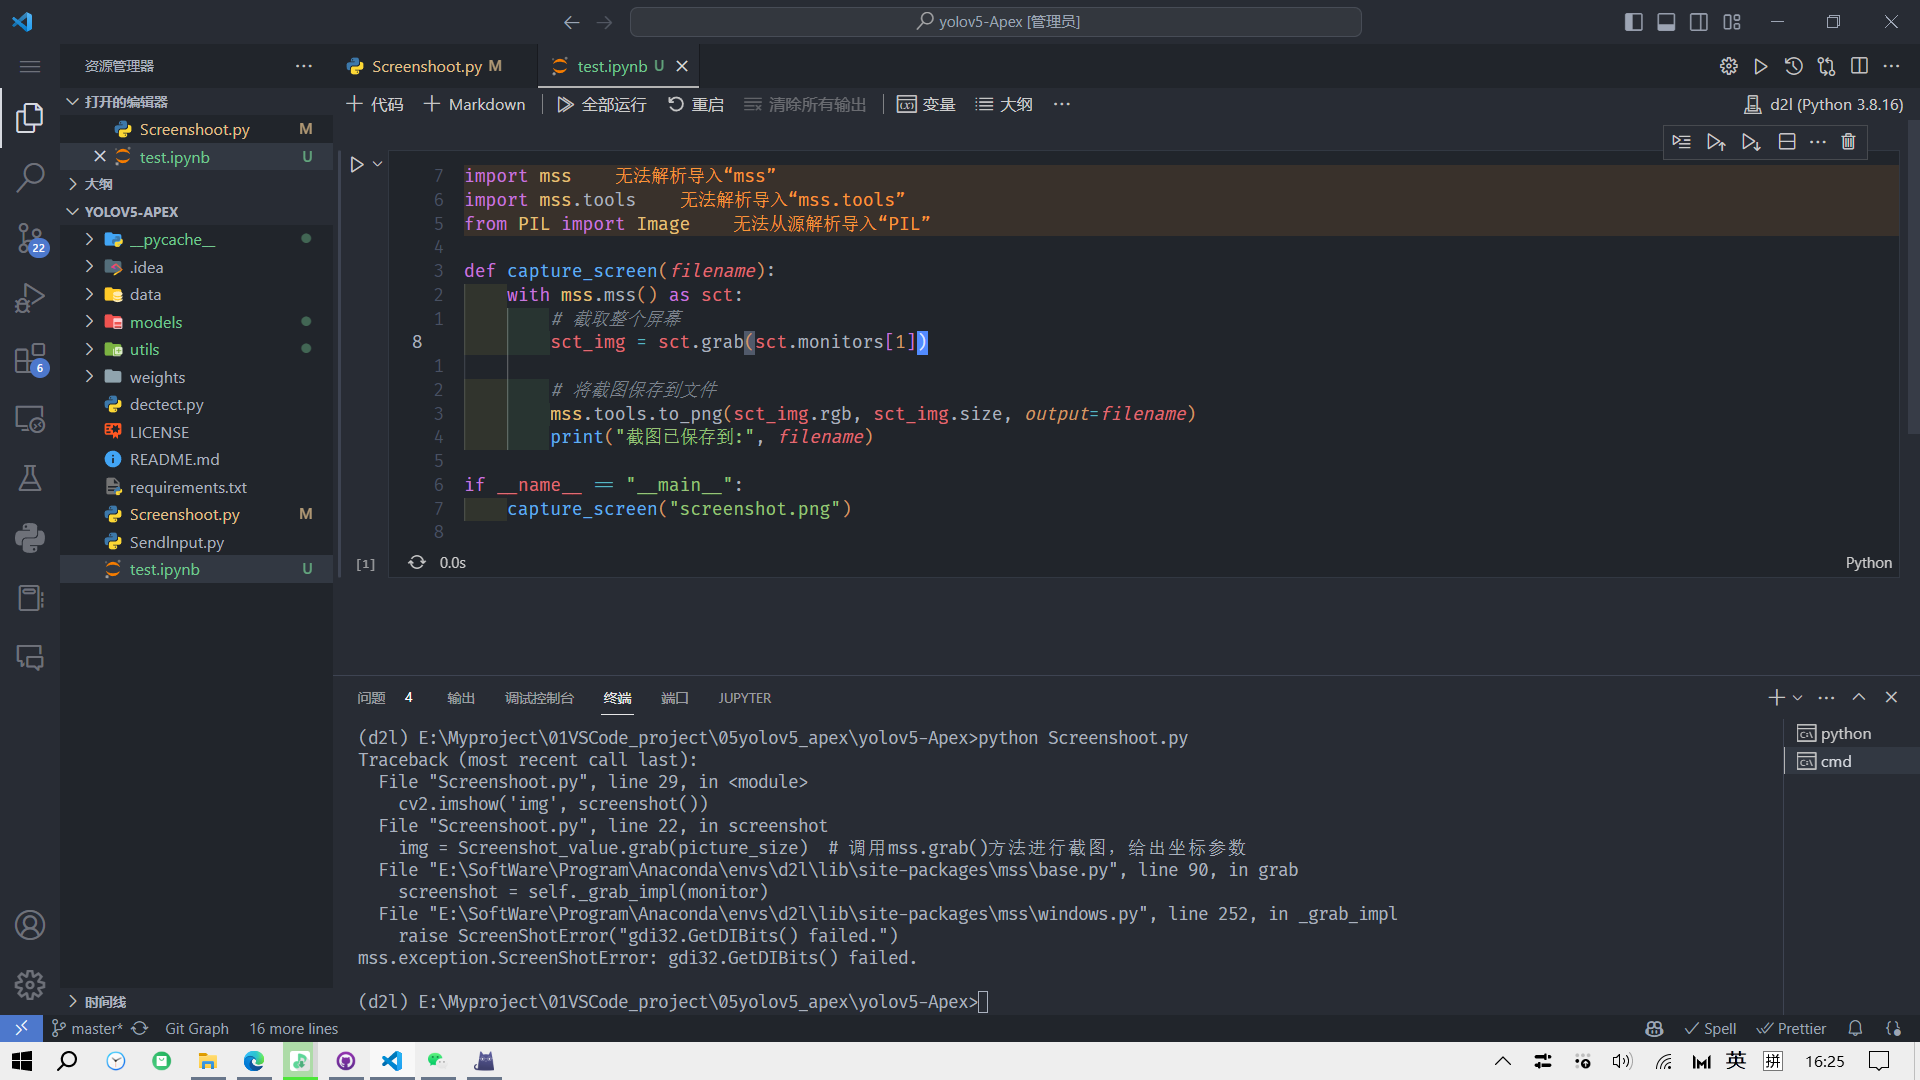 yolov5-Apex [管理员]
资源管理器
Screenshoot.py M
test.ipynb U
打开的编辑器
Screenshoot.py M
test.ipynb U
大纲
YOLOV5-APEX
__pycache__
.idea
data
models
utils
weights
dectect.py
LICENSE
README.md
requirements.txt
Screenshoot.py M
SendInput.py
test.ipynb U
时间线
22
6
代码 Markdown 全部运行 重启 清除所有输出 变量 大纲
d2l (Python 3.8.16)
7 import mss 无法解析导入“mss”
6 import mss.tools 无法解析导入“mss.tools”
5 from PIL import Image 无法从源解析导入“PIL”
4
3 def capture_screen(filename):
2 with mss.mss() as sct:
1 # 截取整个屏幕
8 sct_img = sct.grab(sct.monitors[1])
1
2 # 将截图保存到文件
3 mss.tools.to_png(sct_img.rgb, sct_img.size, output=filename)
4 print("截图已保存到:", filename)
5
6 if __name__ == "__main__":
7 capture_screen("screenshot.png")
8
[1] 0.0s Python
问题 4 输出 调试控制台 终端 端口 JUPYTER
(d2l) E:\Myproject\01VSCode_project\05yolov5_apex\yolov5-Apex>python Screenshoot.py
Traceback (most recent call last):
File "Screenshoot.py", line 29, in <module>
cv2.imshow('img', screenshot())
File "Screenshoot.py", line 22, in screenshot
img = Screenshot_value.grab(picture_size) # 调用mss.grab()方法进行截图，给出坐标参数
File "E:\SoftWare\Program\Anaconda\envs\d2l\lib\site-packages\mss\base.py", line 90, in grab
screenshot = self._grab_impl(monitor)
File "E:\SoftWare\Program\Anaconda\envs\d2l\lib\site-packages\mss\windows.py", line 252, in _grab_impl
raise ScreenShotError("gdi32.GetDIBits() failed.")
mss.exception.ScreenShotError: gdi32.GetDIBits() failed.
(d2l) E:\Myproject\01VSCode_project\05yolov5_apex\yolov5-Apex>
python
cmd
master* Git Graph 16 more lines
Spell Prettier
英 拼 16:25